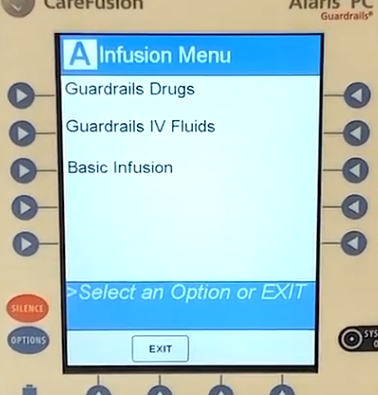 CareFusion
Alaris PC
Guardrails®
A Infusion Menu
Guardrails Drugs
Guardrails IV Fluids
Basic Infusion
>Select an Option or EXIT
SILENCE
OPTIONS
EXIT